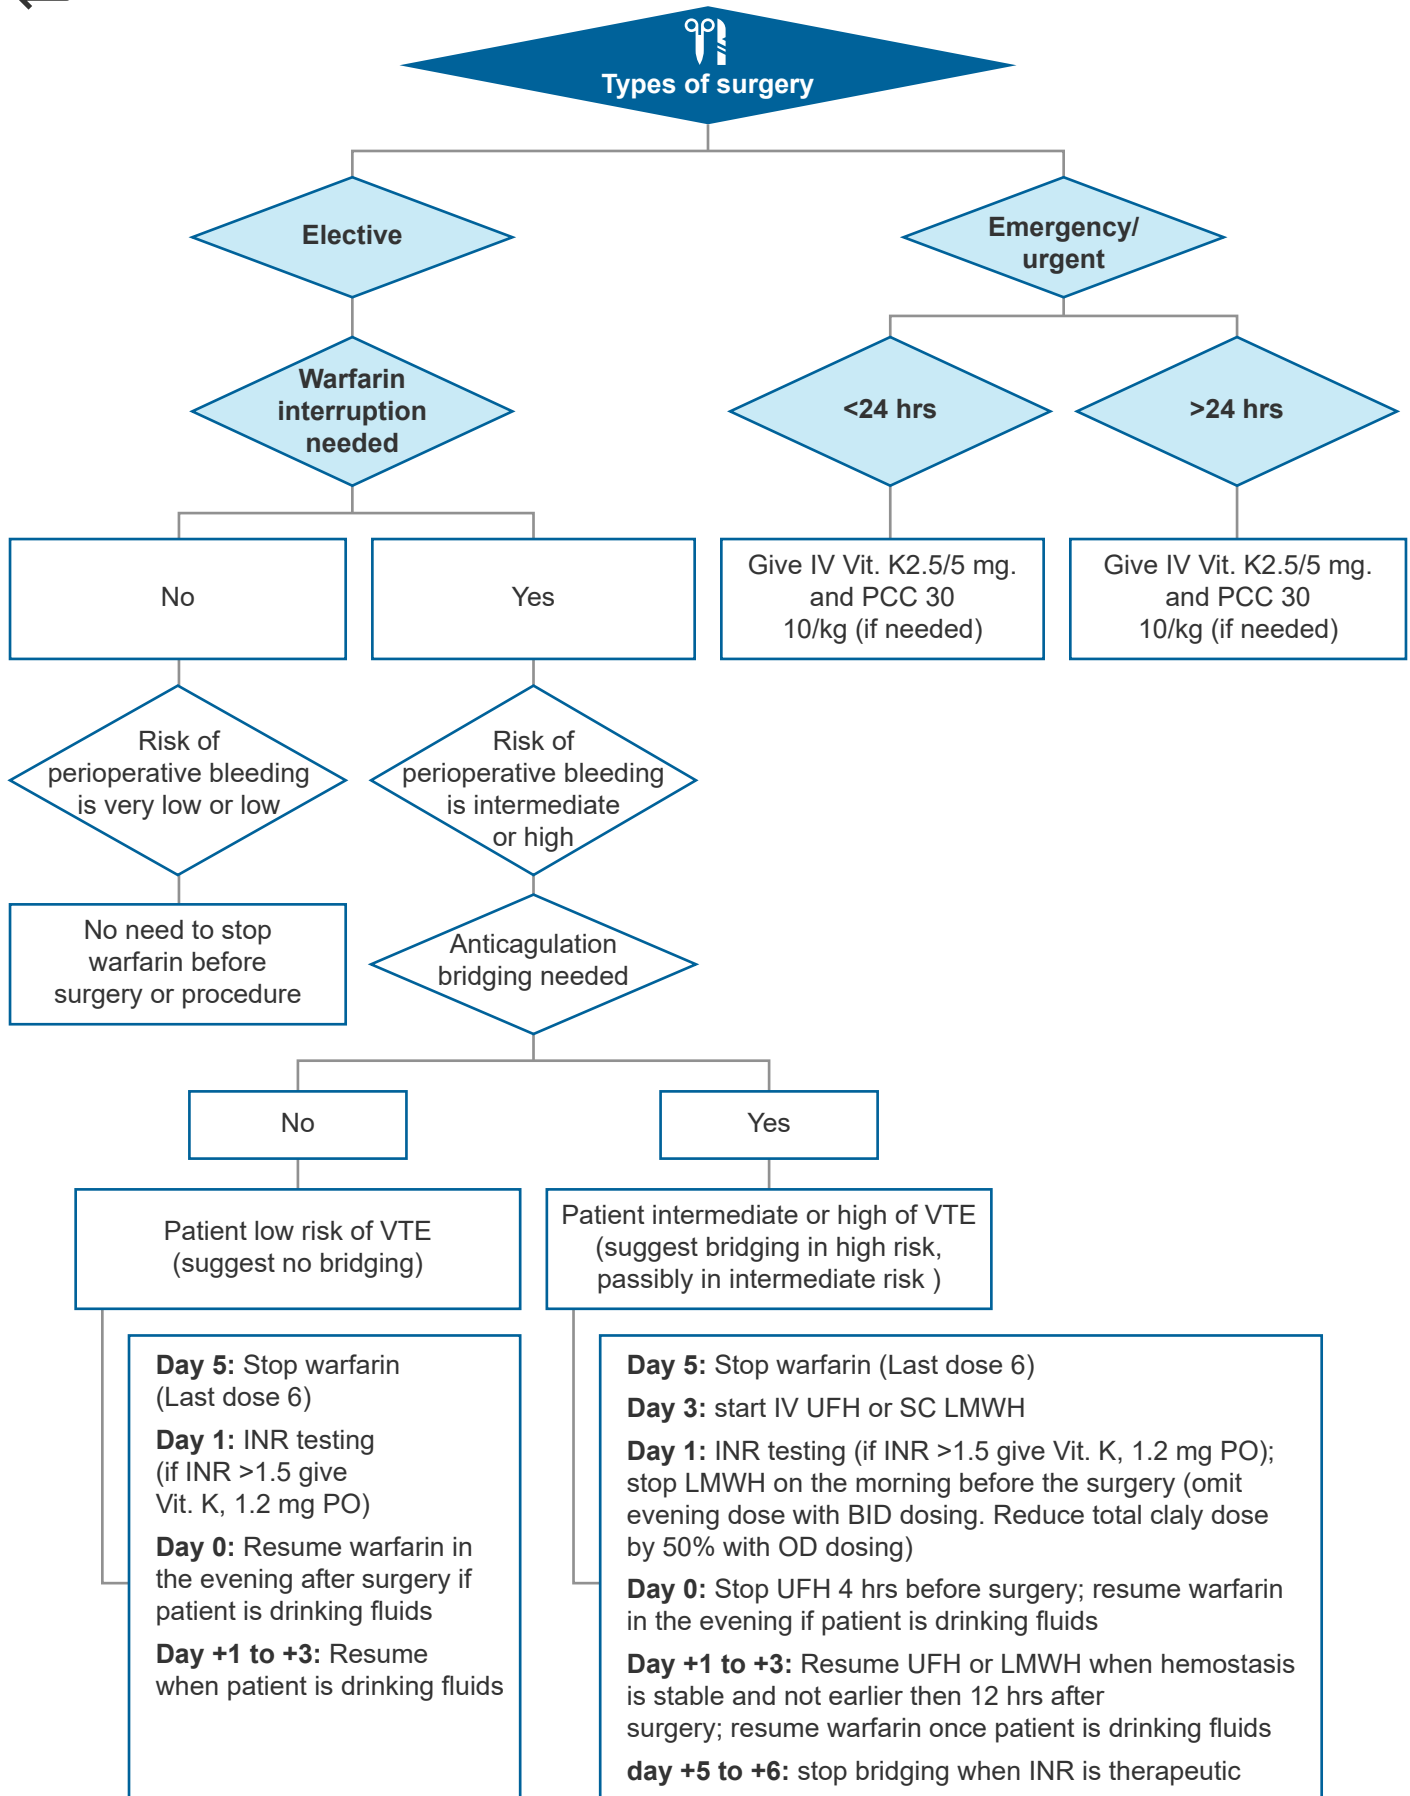 Types of surgery
Elective
Emergency/
urgent
Warfarin
interruption
needed
<24 hrs
>24 hrs
No
Yes
Give IV Vit. K2.5/5 mg.
and PCC 30
10/kg (if needed)
Give IV Vit. K2.5/5 mg.
and PCC 30
10/kg (if needed)
Risk of
perioperative bleeding
is very low or low
Risk of
perioperative bleeding
is intermediate
or high
No need to stop
warfarin before
surgery or procedure
Anticagulation
bridging needed
No
Yes
Patient low risk of VTE
(suggest no bridging)
Patient intermediate or high of VTE
(suggest bridging in high risk,
passibly in intermediate risk )
Day 5: Stop warfarin
(Last dose 6)
Day 1: INR testing
(if INR >1.5 give
Vit. K, 1.2 mg PO)
Day 0: Resume warfarin in
the evening after surgery if
patient is drinking fluids
Day +1 to +3: Resume
when patient is drinking fluids
Day 5: Stop warfarin (Last dose 6)
Day 3: start IV UFH or SC LMWH
Day 1: INR testing (if INR >1.5 give Vit. K, 1.2 mg PO);
stop LMWH on the morning before the surgery (omit
evening dose with BID dosing. Reduce total claly dose
by 50% with OD dosing)
Day 0: Stop UFH 4 hrs before surgery; resume warfarin
in the evening if patient is drinking fluids
Day +1 to +3: Resume UFH or LMWH when hemostasis
is stable and not earlier then 12 hrs after
surgery; resume warfarin once patient is drinking fluids
day +5 to +6: stop bridging when INR is therapeutic